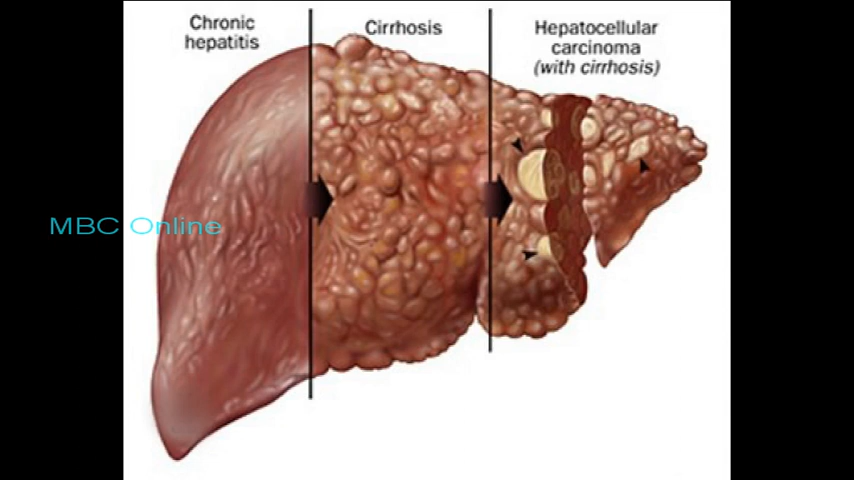 Chronic
hepatitis
Cirrhosis
Hepatocellular
carcinoma
(with cirrhosis)
MBC Online